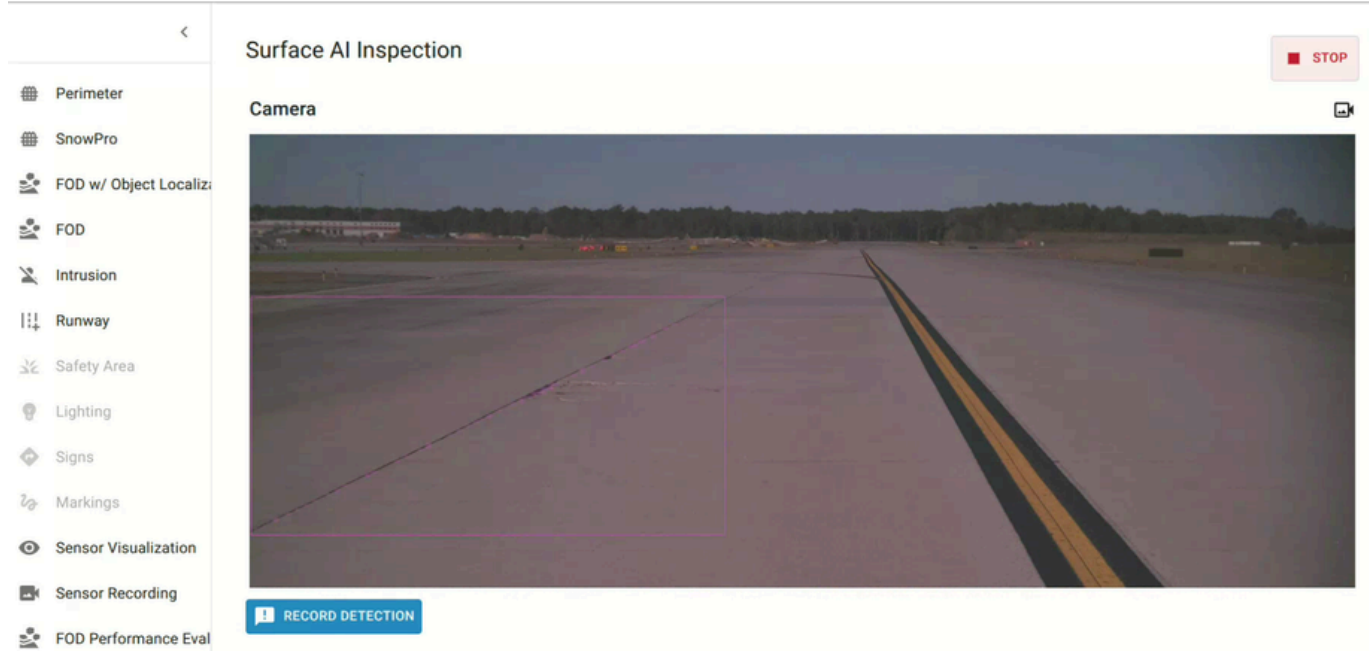 Surface AI Inspection
STOP
Camera
Perimeter
SnowPro
FOD w/ Object Localiz
FOD
Intrusion
Runway
Safety Area
Lighting
Signs
Markings
Sensor Visualization
Sensor Recording
FOD Performance Eval
RECORD DETECTION